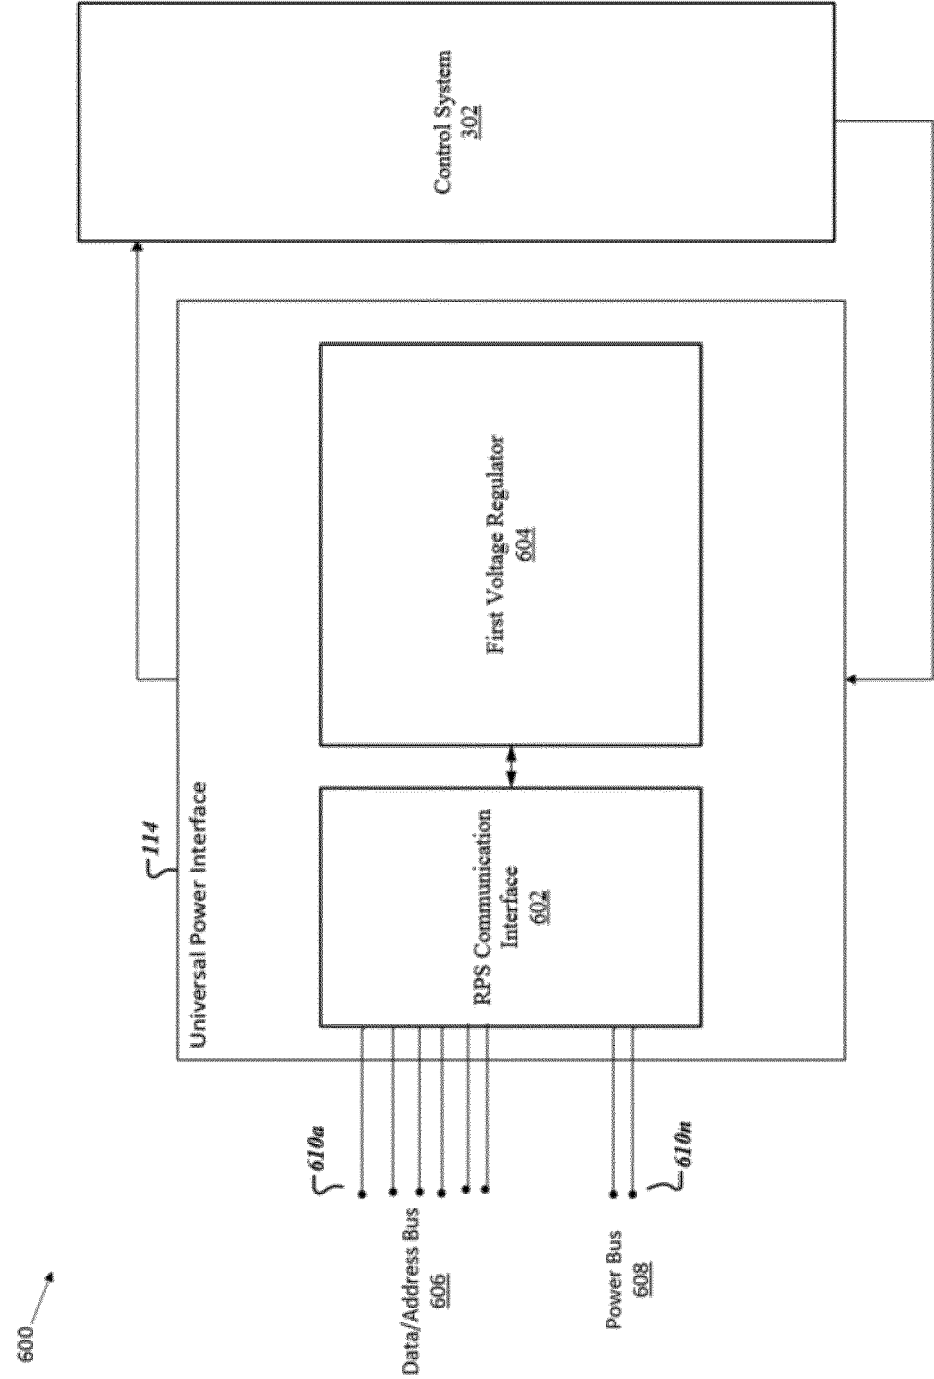 600
Universal Power Interface
114
Control System
302
First Voltage Regulator
604
RPS Communication
Interface
602
610a
610n
Data/Address Bus
606
Power Bus
608